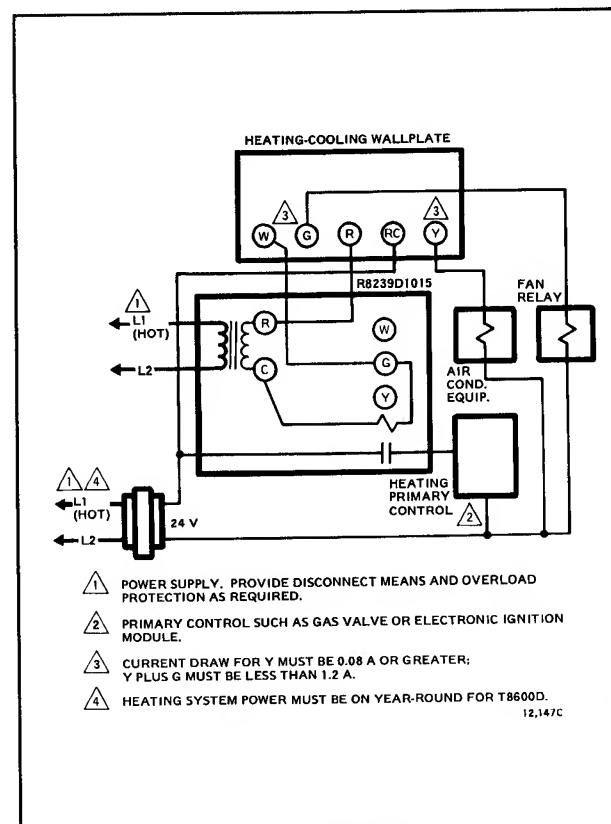 HEATING-COOLING WALLPLATE
3
3
W
G
R
RC
Y
R8239D1015
FAN
RELAY
1
L1
(HOT)
R
W
L2
C
G
Y
AIR
COND.
EQUIP.
1 4
L1
(HOT)
24 V
L2
HEATING
PRIMARY
CONTROL
2
1 POWER SUPPLY. PROVIDE DISCONNECT MEANS AND OVERLOAD
PROTECTION AS REQUIRED.
2 PRIMARY CONTROL SUCH AS GAS VALVE OR ELECTRONIC IGNITION
MODULE.
3 CURRENT DRAW FOR Y MUST BE 0.08 A OR GREATER;
Y PLUS G MUST BE LESS THAN 1.2 A.
4 HEATING SYSTEM POWER MUST BE ON YEAR-ROUND FOR T8600D.
12,147C